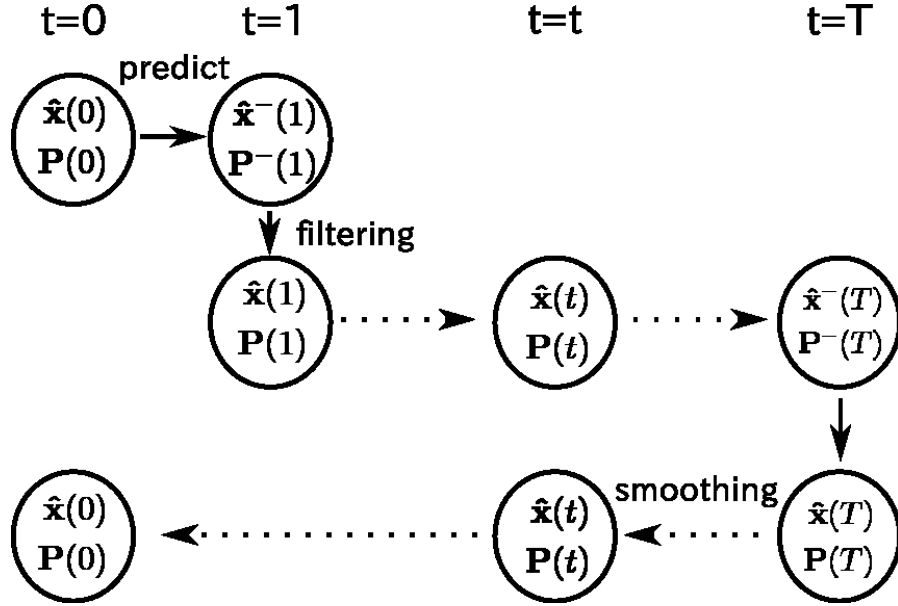 t=0 t=1 t=t t=T
predict
x̂(0) x̂⁻(1)
P(0) P⁻(1)
filtering
x̂(1) x̂(t) x̂⁻(T)
P(1) P(t) P⁻(T)
smoothing
x̂(0) x̂(t) x̂(T)
P(0) P(t) P(T)